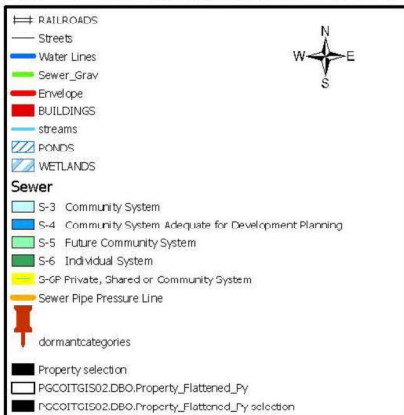 RAILROADS
Streets
Water Lines
Sewer_Grav
Envelope
BUILDINGS
streams
PONDS
WETLANDS
N
W E
S
Sewer
S-3 Community System
S-4 Community System Adequate for Development Planning
S-5 Future Community System
S-6 Individual System
S-6P Private, Shared or Community System
Sewer Pipe Pressure Line
dormantcategories
Property selection
PGCOITGIS02.DBO.Property_Flattened_Py
PGCOITGIS02.DBO.Property_Flattened_Py selection